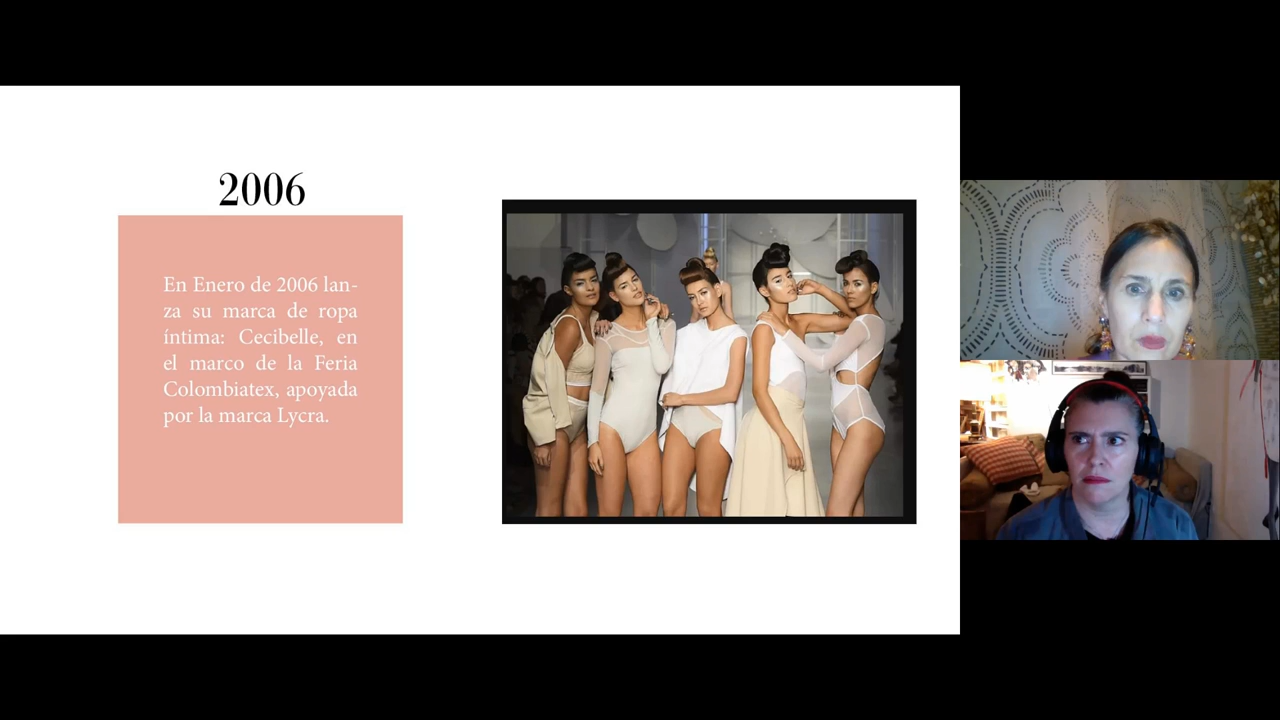 2006
En Enero de 2006 lan-
za su marca de ropa
íntima: Cecibelle, en
el marco de la Feria
Colombiatex, apoyada
por la marca Lycra.